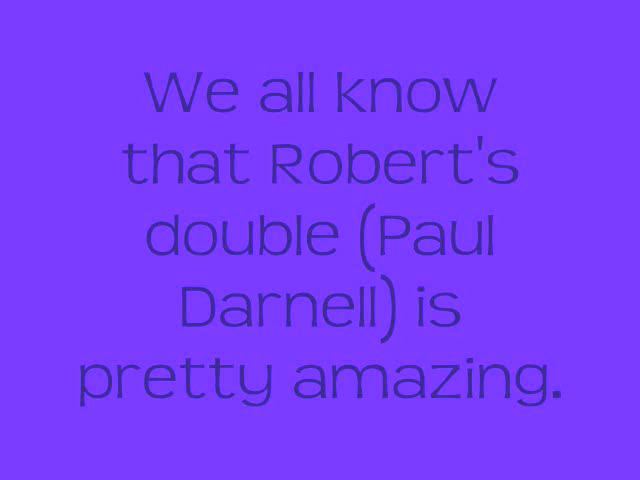 We all know
that Robert's
double (Paul
Darnell) is
pretty amazing.